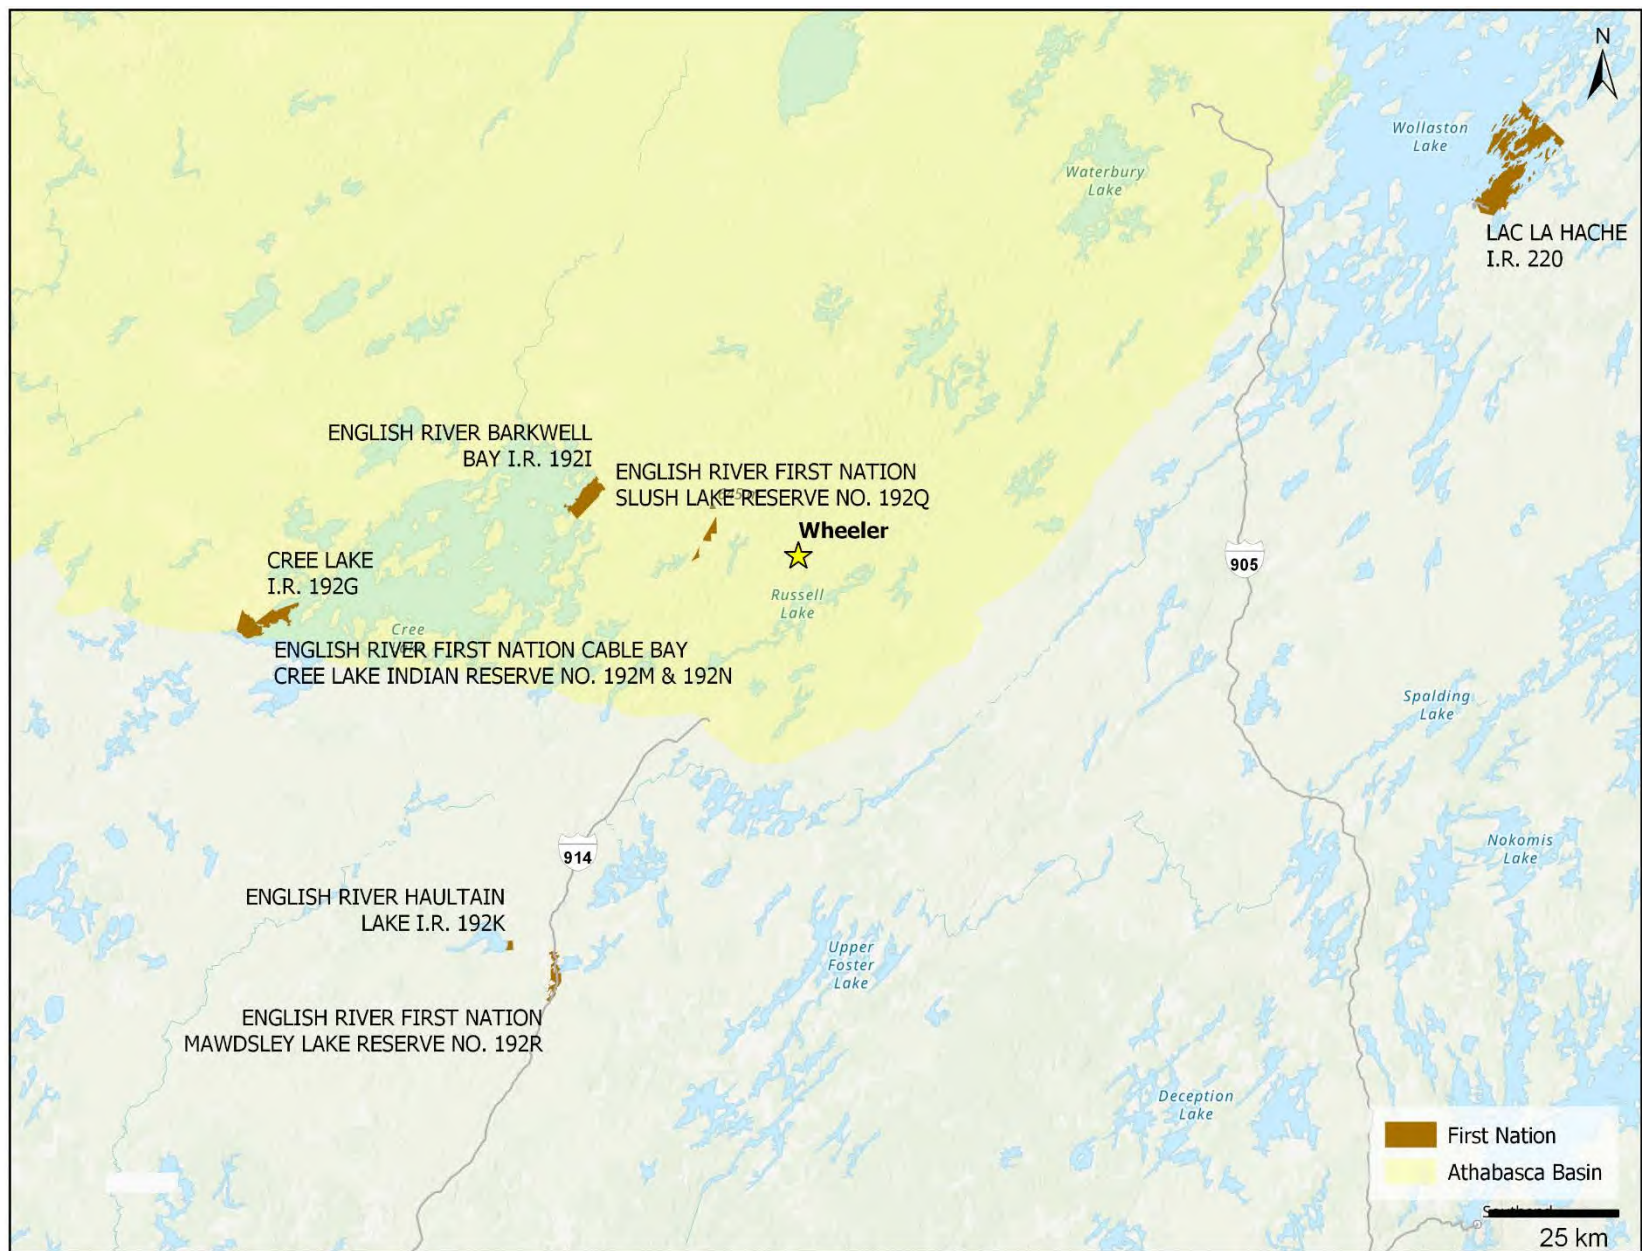 N
Wollaston
Lake
Waterbury
Lake
LAC LA HACHE
I.R. 220
ENGLISH RIVER BARKWELL
BAY I.R. 192I
ENGLISH RIVER FIRST NATION
SLUSH LAKE RESERVE NO. 192Q
Wheeler
905
CREE LAKE
I.R. 192G
Russell
Lake
Cree
ENGLISH RIVER FIRST NATION CABLE BAY
CREE LAKE INDIAN RESERVE NO. 192M & 192N
Spalding
Lake
914
Nokomis
Lake
ENGLISH RIVER HAULTAIN
LAKE I.R. 192K
Upper
Foster
Lake
ENGLISH RIVER FIRST NATION
MAWDSLEY LAKE RESERVE NO. 192R
Deception
Lake
First Nation
Athabasca Basin
25 km